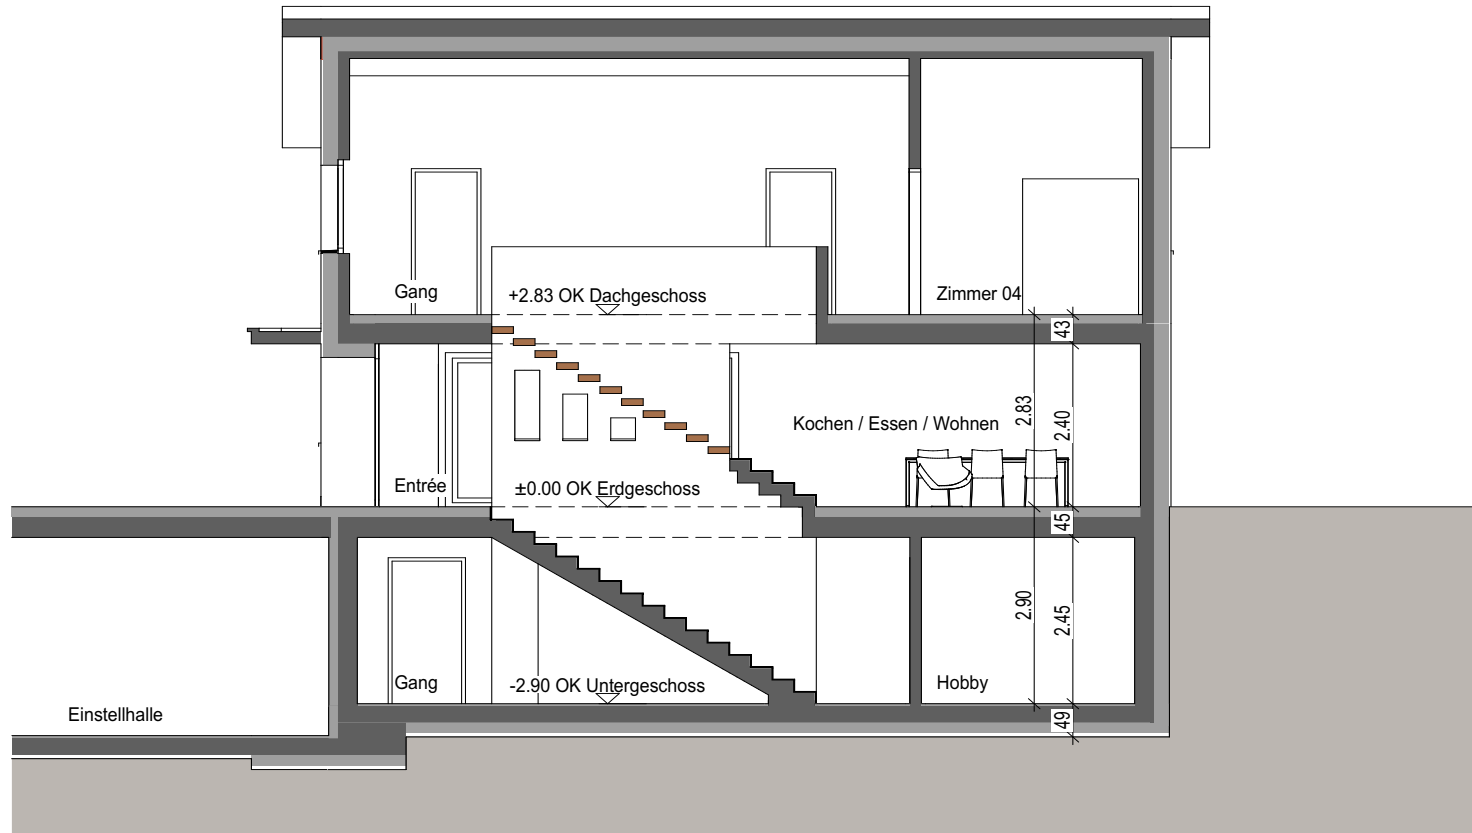 Gang
+2.83 OK Dachgeschoss
Zimmer 04
43
2.83
2.40
Kochen / Essen / Wohnen
Entrée
±0.00 OK Erdgeschoss
45
2.90
2.45
Gang
-2.90 OK Untergeschoss
Hobby
Einstellhalle
49